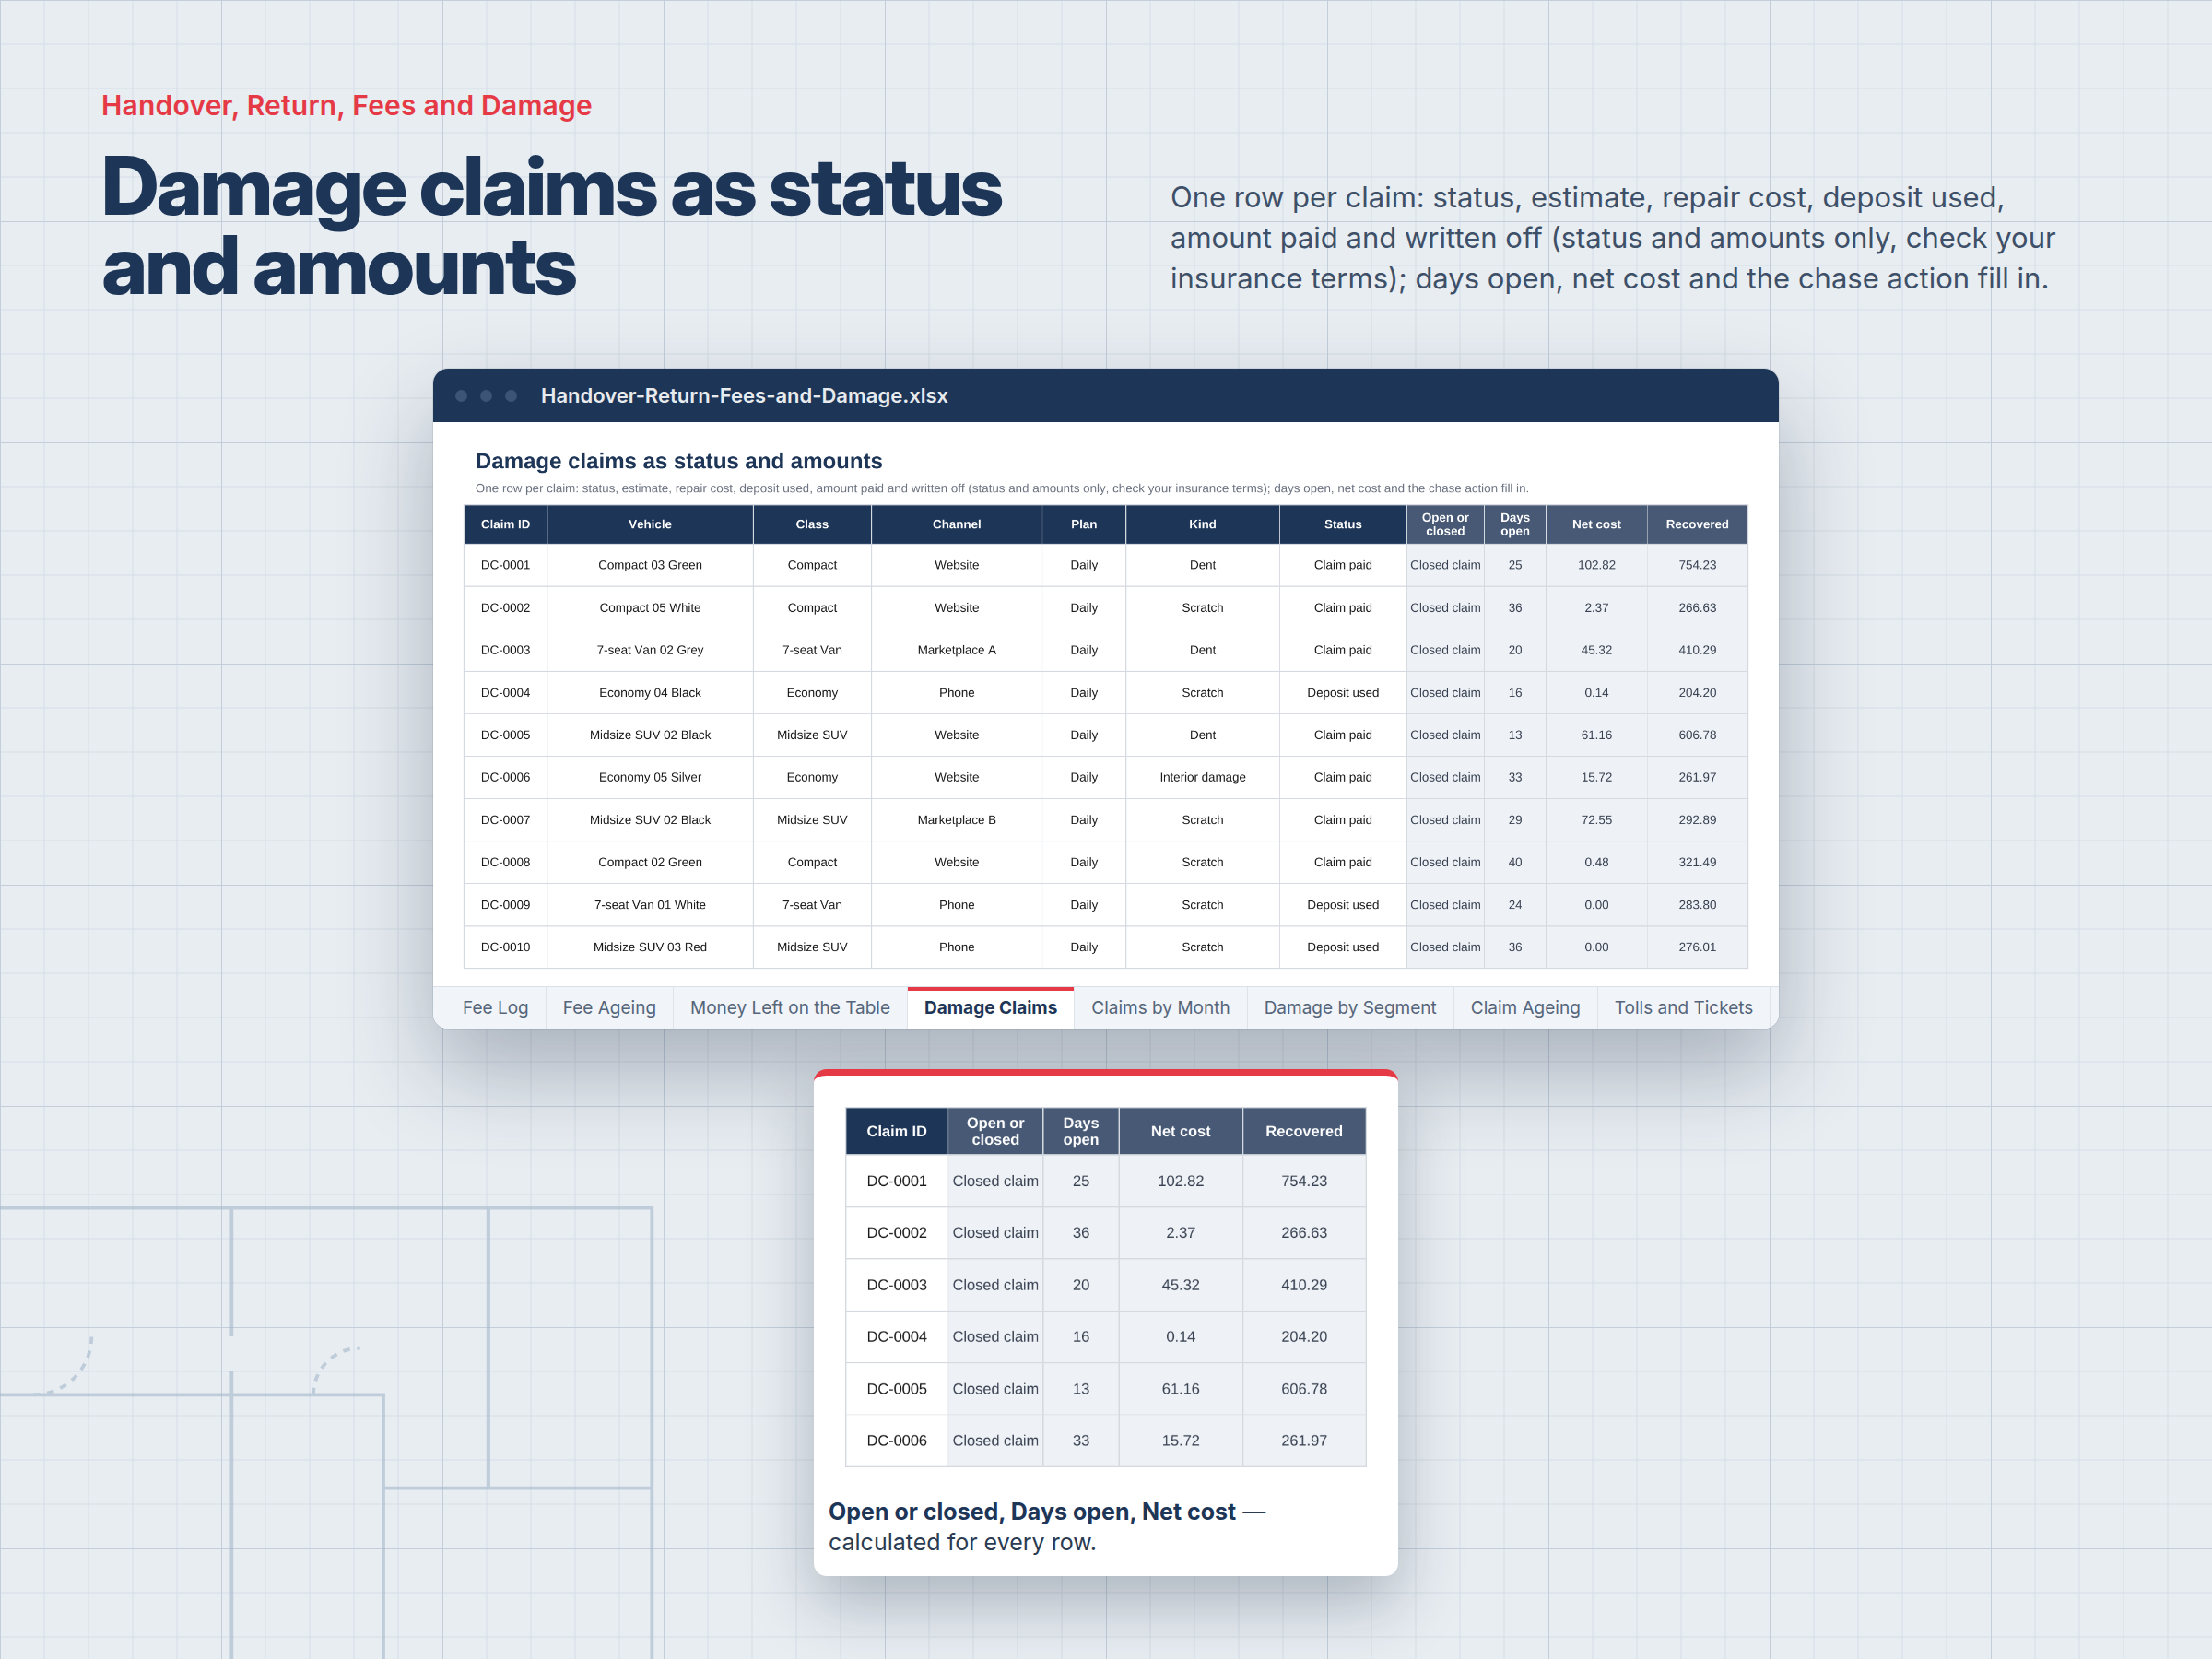 Handover, Return, Fees and Damage
Damage claims as status
and amounts
One row per claim: status, estimate, repair cost, deposit used,
amount paid and written off (status and amounts only, check your
insurance terms); days open, net cost and the chase action fill in.
Handover-Return-Fees-and-Damage.xlsx
Damage claims as status and amounts
One row per claim: status, estimate, repair cost, deposit used, amount paid and written off (status and amounts only, check your insurance terms); days open, net cost and the chase action fill in.
Claim ID Vehicle Class Channel Plan Kind Status Open or closed Days open Net cost Recovered
DC-0001 Compact 03 Green Compact Website Daily Dent Claim paid Closed claim 25 102.82 754.23
DC-0002 Compact 05 White Compact Website Daily Scratch Claim paid Closed claim 36 2.37 266.63
DC-0003 7-seat Van 02 Grey 7-seat Van Marketplace A Daily Dent Claim paid Closed claim 20 45.32 410.29
DC-0004 Economy 04 Black Economy Phone Daily Scratch Deposit used Closed claim 16 0.14 204.20
DC-0005 Midsize SUV 02 Black Midsize SUV Website Daily Dent Claim paid Closed claim 13 61.16 606.78
DC-0006 Economy 05 Silver Economy Website Daily Interior damage Claim paid Closed claim 33 15.72 261.97
DC-0007 Midsize SUV 02 Black Midsize SUV Marketplace B Daily Scratch Claim paid Closed claim 29 72.55 292.89
DC-0008 Compact 02 Green Compact Website Daily Scratch Claim paid Closed claim 40 0.48 321.49
DC-0009 7-seat Van 01 White 7-seat Van Phone Daily Scratch Deposit used Closed claim 24 0.00 283.80
DC-0010 Midsize SUV 03 Red Midsize SUV Phone Daily Scratch Deposit used Closed claim 36 0.00 276.01
Fee Log Fee Ageing Money Left on the Table Damage Claims Claims by Month Damage by Segment Claim Ageing Tolls and Tickets
Claim ID Open or closed Days open Net cost Recovered
DC-0001 Closed claim 25 102.82 754.23
DC-0002 Closed claim 36 2.37 266.63
DC-0003 Closed claim 20 45.32 410.29
DC-0004 Closed claim 16 0.14 204.20
DC-0005 Closed claim 13 61.16 606.78
DC-0006 Closed claim 33 15.72 261.97
Open or closed, Days open, Net cost —
calculated for every row.